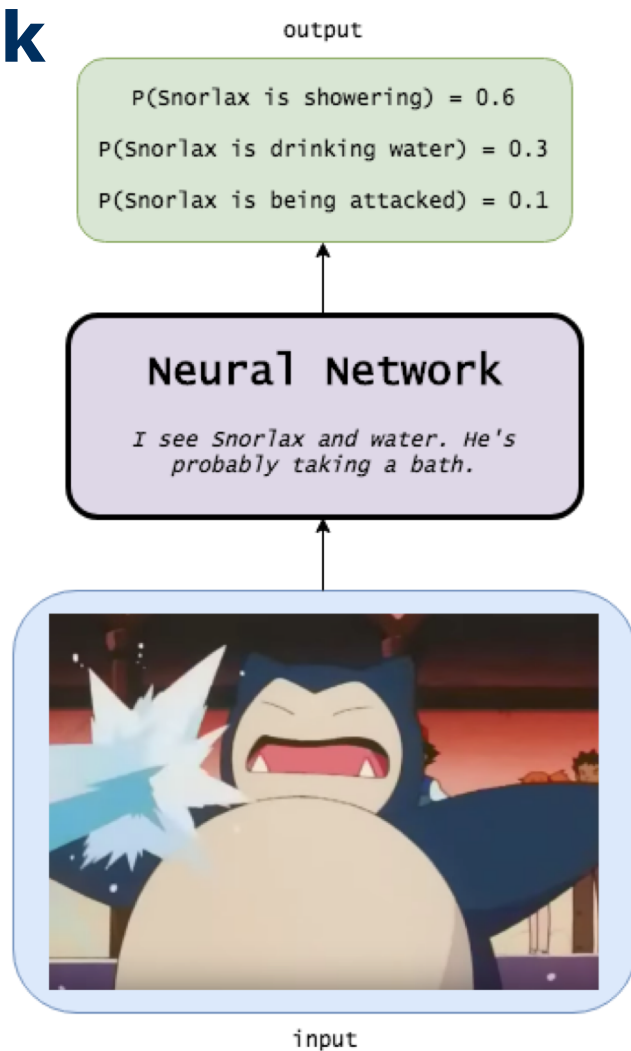 k
output
P(Snorlax is showering) = 0.6
P(Snorlax is drinking water) = 0.3
P(Snorlax is being attacked) = 0.1
Neural Network
I see Snorlax and water. He's
probably taking a bath.
input